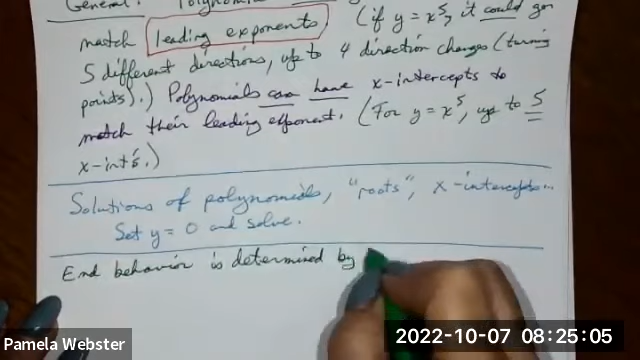 General: Polynomial
match leading exponents (if y = x⁵, it could go
5 different directions, up to 4 direction changes (turning
points).) Polynomials can have x-intercepts to
match their leading exponent. (For y = x⁵, up to 5
x-int's.)
Solutions of polynomials, "roots", x-intercepts...
Set y = 0 and solve.
End behavior is determined by
Pamela Webster
2022-10-07 08:25:05